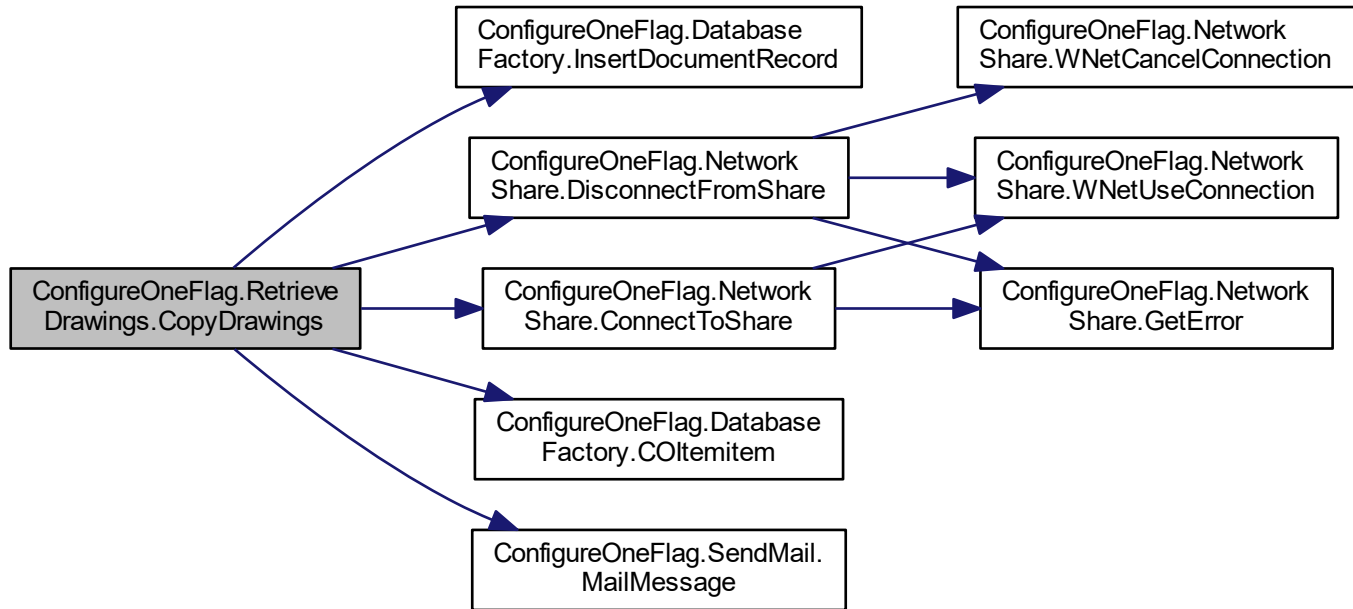 ConfigureOneFlag.Database
Factory.InsertDocumentRecord
ConfigureOneFlag.Network
Share.WNetCancelConnection
ConfigureOneFlag.Network
Share.DisconnectFromShare
ConfigureOneFlag.Network
Share.WNetUseConnection
ConfigureOneFlag.Retrieve
Drawings.CopyDrawings
ConfigureOneFlag.Network
Share.ConnectToShare
ConfigureOneFlag.Network
Share.GetError
ConfigureOneFlag.Database
Factory.COItemitem
ConfigureOneFlag.SendMail.
MailMessage